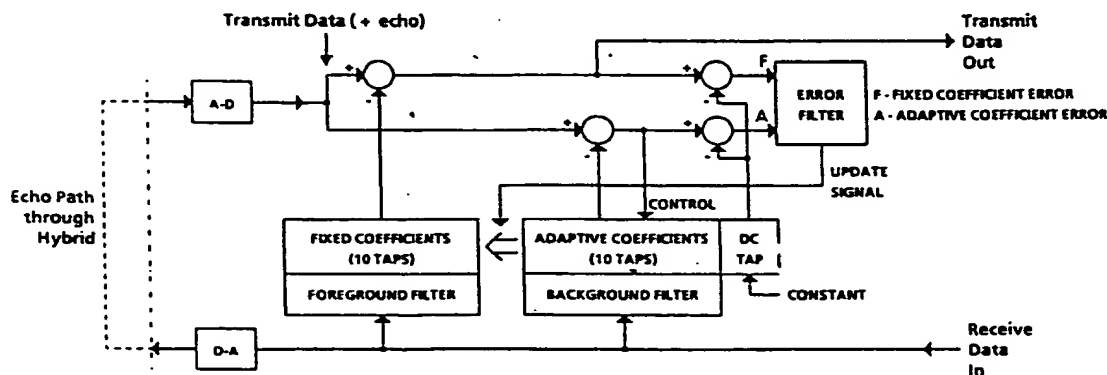 Transmit Data ( + echo)
Transmit
Data
Out
+
-
+
-
F
A-D
ERROR
FILTER
F - FIXED COEFFICIENT ERROR
A - ADAPTIVE COEFFICIENT ERROR
+
-
+
-
A
Echo Path
through
Hybrid
UPDATE
SIGNAL
CONTROL
FIXED COEFFICIENTS
(10 TAPS)
FOREGROUND FILTER
ADAPTIVE COEFFICIENTS
(10 TAPS)
BACKGROUND FILTER
DC
TAP
CONSTANT
D-A
Receive
Data
In